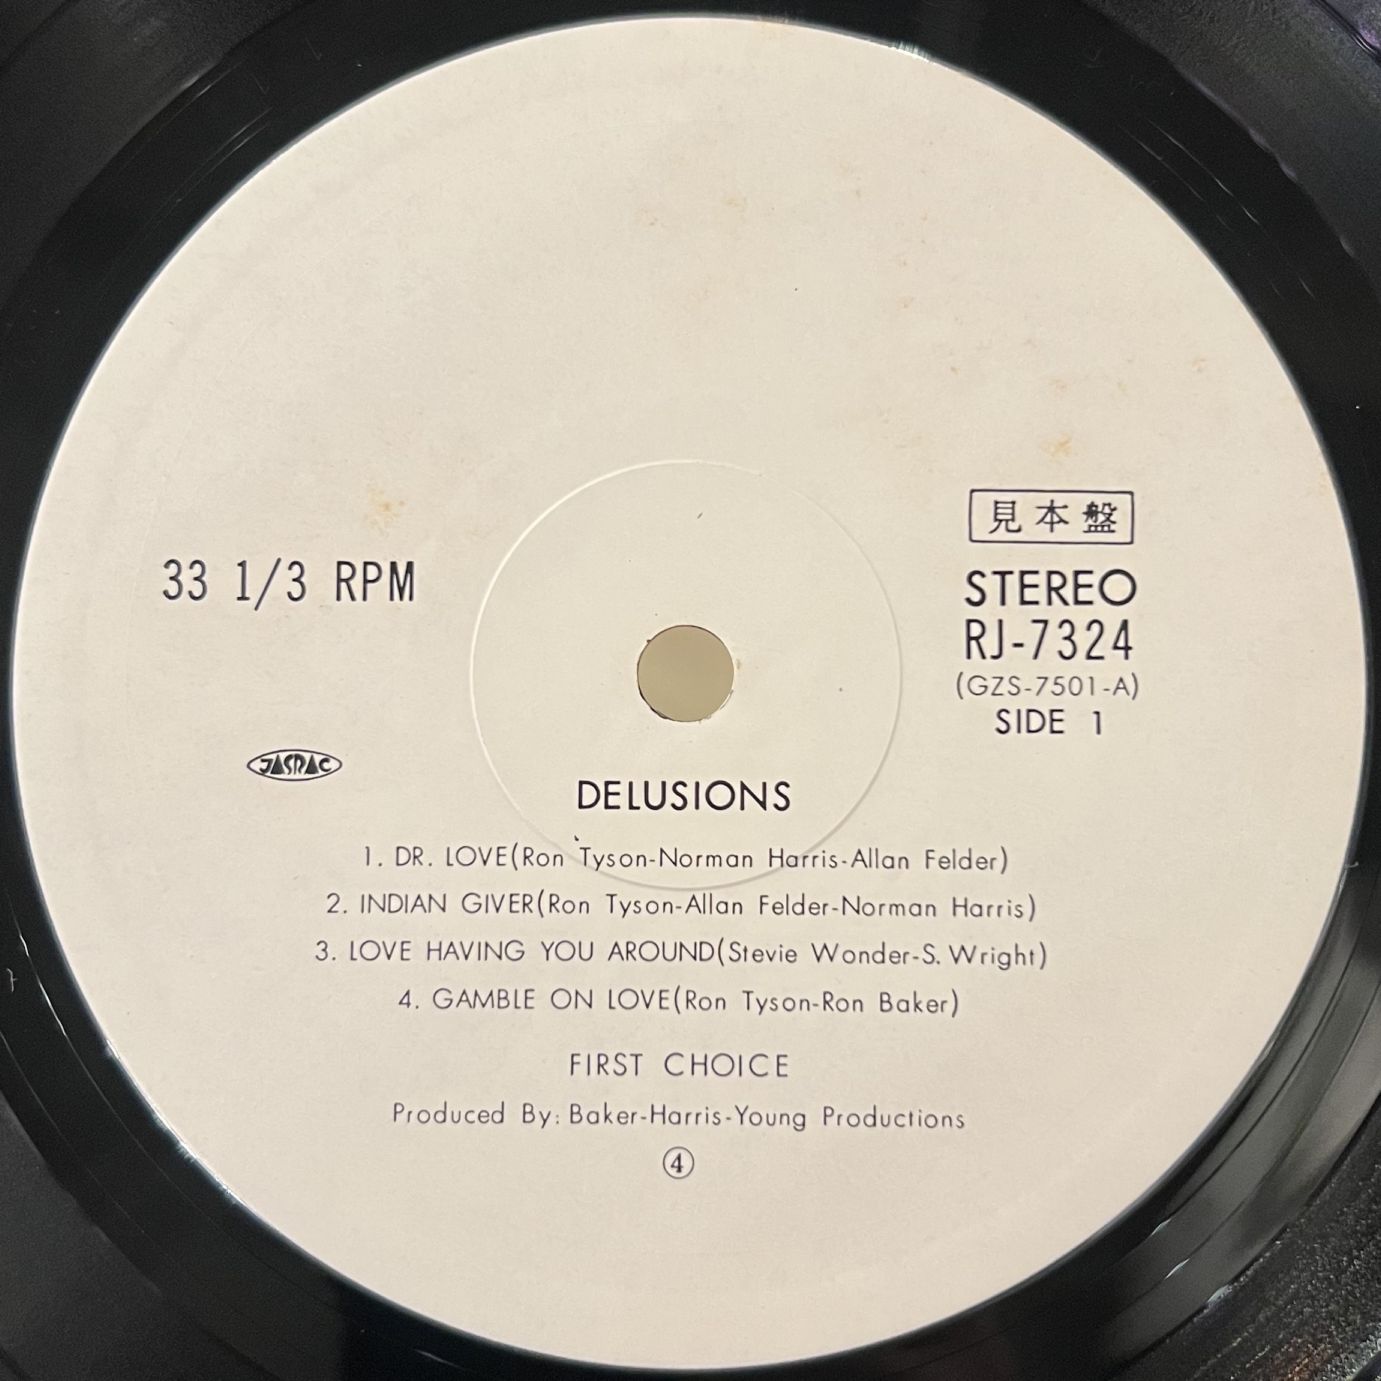 見本盤
33 1/3 RPM
STEREO
RJ-7324
(GZS-7501-A)
SIDE 1
JASRAC
DELUSIONS
1. DR. LOVE(Ron Tyson-Norman Harris-Allan Felder)
2. INDIAN GIVER(Ron Tyson-Allan Felder-Norman Harris)
3. LOVE HAVING YOU AROUND(Stevie Wonder-S. Wright)
4. GAMBLE ON LOVE(Ron Tyson-Ron Baker)
FIRST CHOICE
Produced By: Baker-Harris-Young Productions
④